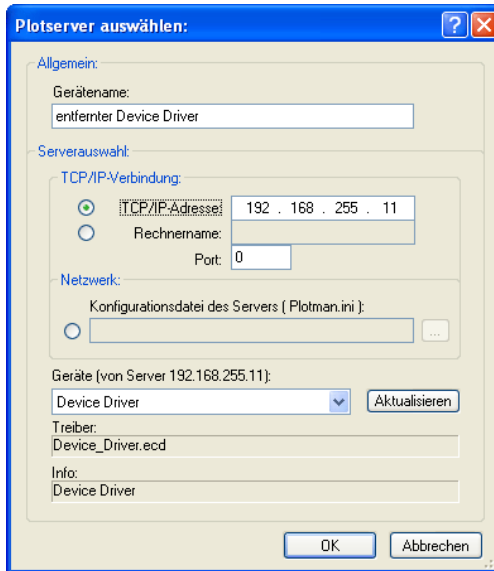 Plotserver auswählen:
Allgemein:
Gerätename:
entfernter Device Driver
Serverauswahl:
TCP/IP-Verbindung:
TCP/IP-Adresse: 192 . 168 . 255 . 11
Rechnername:
Port: 0
Netzwerk:
Konfigurationsdatei des Servers ( Plotman.ini ):
...
Geräte (von Server 192.168.255.11):
Device Driver Aktualisieren
Treiber:
Device_Driver.ecd
Info:
Device Driver
OK Abbrechen